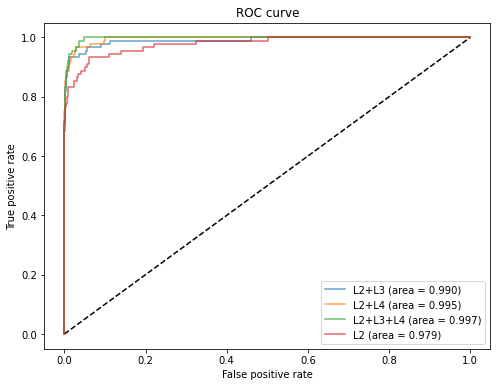 ROC curve
True positive rate
1.0
0.8
0.6
0.4
0.2
0.0
L2+L3 (area = 0.990)
L2+L4 (area = 0.995)
L2+L3+L4 (area = 0.997)
L2 (area = 0.979)
0.0 0.2 0.4 0.6 0.8 1.0
False positive rate